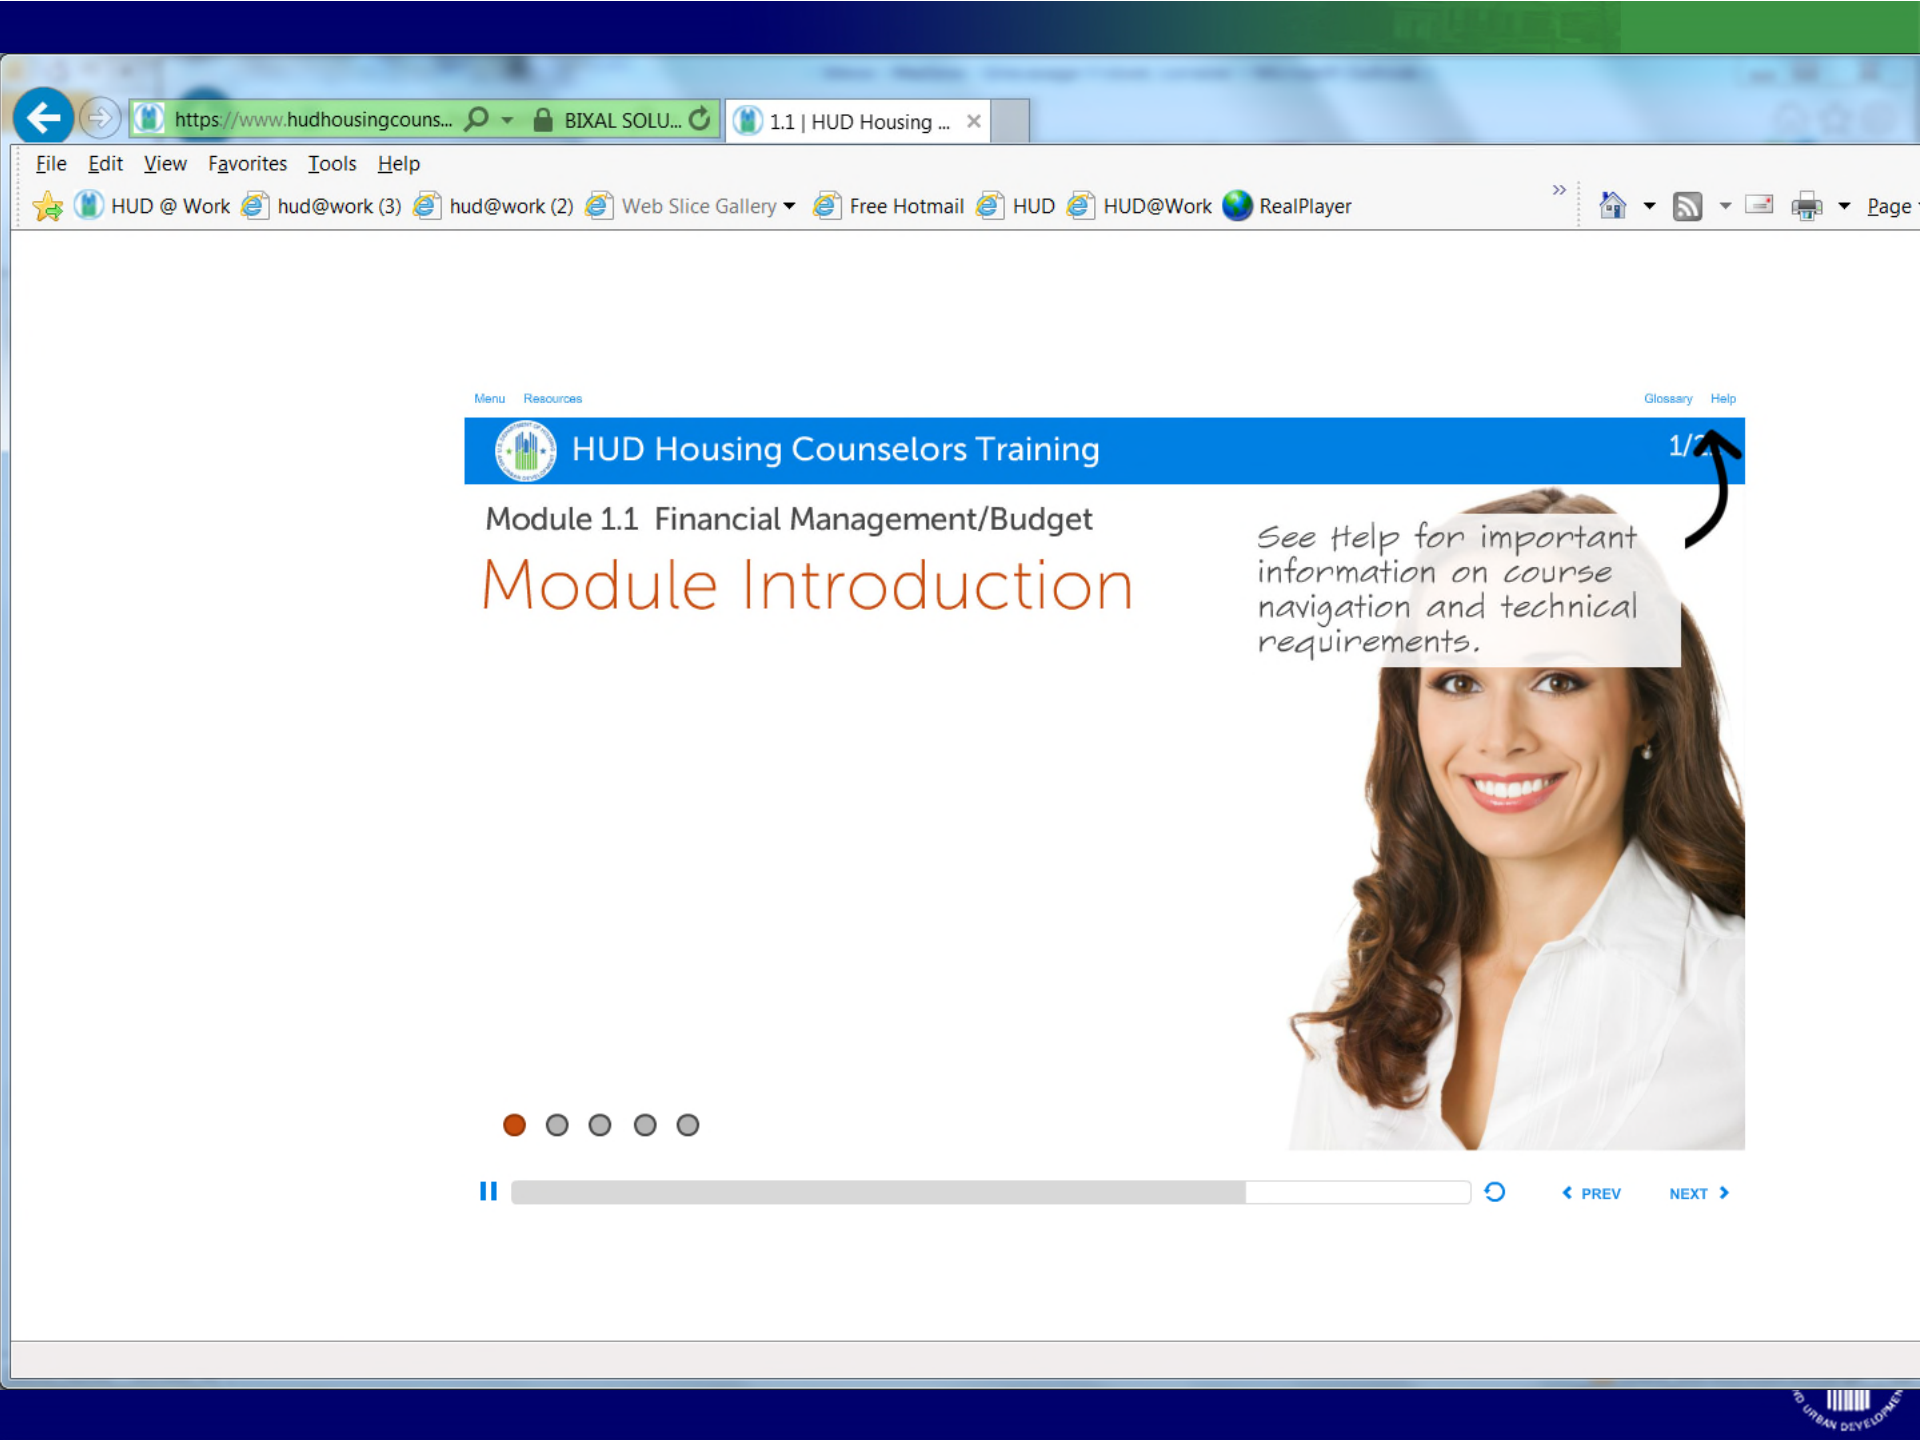 https://www.hudhousingcouns... BIXAL SOLU... 1.1 | HUD Housing ...
File Edit View Favorites Tools Help
HUD @ Work hud@work (3) hud@work (2) Web Slice Gallery Free Hotmail HUD HUD@Work RealPlayer » Page
Menu Resources Glossary Help
HUD Housing Counselors Training 1/
Module 1.1 Financial Management/Budget
Module Introduction
See Help for important
information on course
navigation and technical
requirements.
PREV NEXT
URBAN DEVELOPMENT